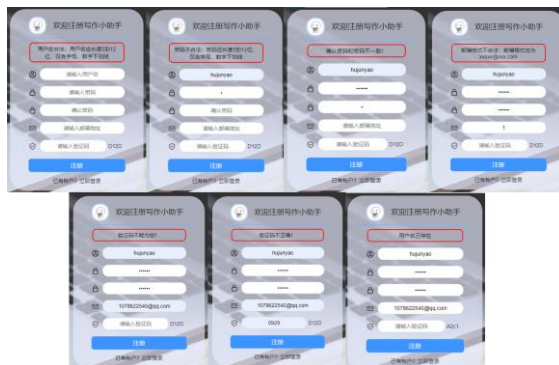 欢迎注册写作小助手
用户名不合法：用户名应长度3到12
位，仅含字母、数字下划线
请输入用户名
请输入密码
确认密码
请输入邮箱地址
请输入验证码 D12D
注册
已有账户？立即登录
欢迎注册写作小助手
密码不合法：密码应长度3到12位，
仅含字母、数字下划线
hujunyao
•
确认密码
请输入邮箱地址
请输入验证码 D12D
注册
已有账户？立即登录
欢迎注册写作小助手
确认密码和密码不一致！
hujunyao
••••••
•
请输入邮箱地址
请输入验证码 D12D
注册
已有账户？立即登录
欢迎注册写作小助手
邮箱格式不合法：邮箱格式应为
hujunyao
••••••
••••••
1
请输入验证码 D12D
注册
已有账户？立即登录
欢迎注册写作小助手
验证码不能为空！
hujunyao
••••••
••••••
1078622540@qq.com
请输入验证码 D12D
注册
已有账户？立即登录
欢迎注册写作小助手
验证码不正确！
hujunyao
••••••
••••••
1078622540@qq.com
0929 D12D
注册
已有账户？立即登录
欢迎注册写作小助手
用户名已存在
hujunyao
••••••
••••••
1078622540@qq.com
请输入验证码 A2c1
注册
已有账户？立即登录